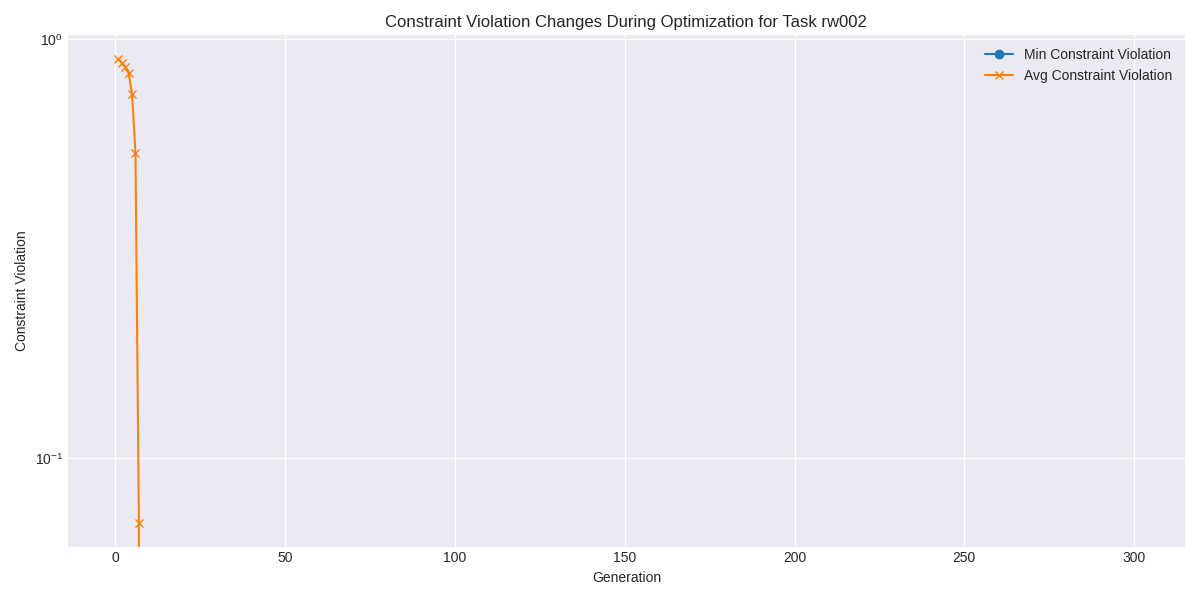 Constraint Violation Changes During Optimization for Task rw002
10⁰
Min Constraint Violation
Avg Constraint Violation
Constraint Violation
10⁻¹
0 50 100 150 200 250 300
Generation